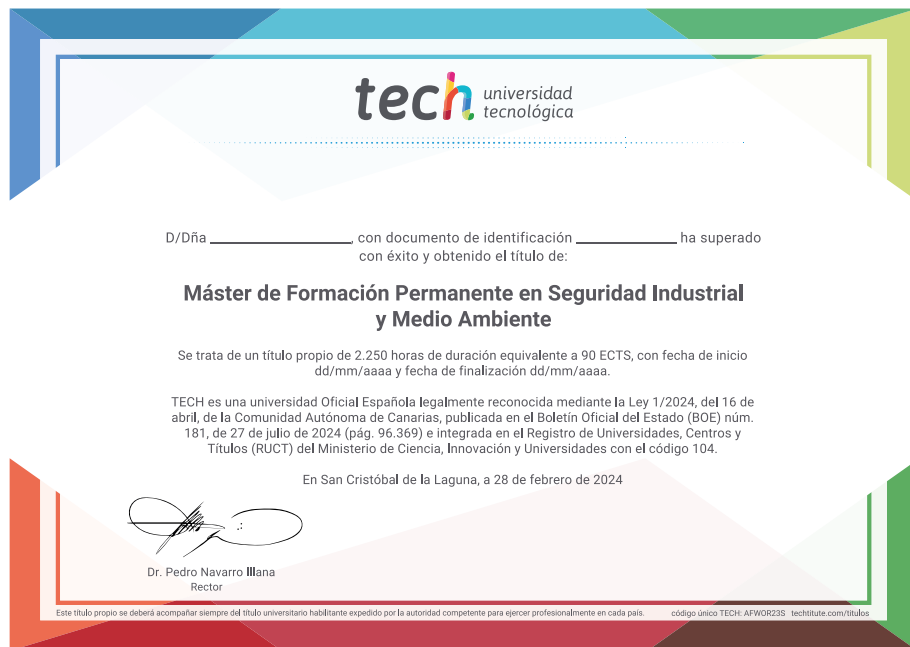 tech universidad
tecnológica
D/Dña ______________, con documento de identificación __________ ha superado
con éxito y obtenido el título de:
Máster de Formación Permanente en Seguridad Industrial
y Medio Ambiente
Se trata de un título propio de 2.250 horas de duración equivalente a 90 ECTS, con fecha de inicio
dd/mm/aaaa y fecha de finalización dd/mm/aaaa.
TECH es una universidad Oficial Española legalmente reconocida mediante la Ley 1/2024, del 16 de
abril, de la Comunidad Autónoma de Canarias, publicada en el Boletín Oficial del Estado (BOE) núm.
181, de 27 de julio de 2024 (pág. 96.369) e integrada en el Registro de Universidades, Centros y
Títulos (RUCT) del Ministerio de Ciencia, Innovación y Universidades con el código 104.
En San Cristóbal de la Laguna, a 28 de febrero de 2024
Dr. Pedro Navarro Illana
Rector
Este título propio se deberá acompañar siempre del título universitario habilitante expedido por la autoridad competente para ejercer profesionalmente en cada país. código único TECH: AFWOR23S techtitute.com/titulos